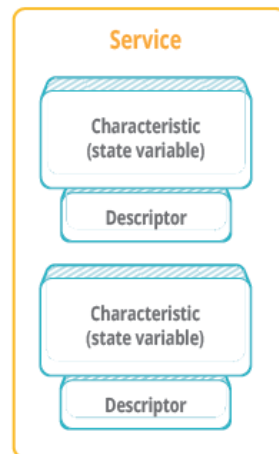 Service
Characteristic
(state variable)
Descriptor
Characteristic
(state variable)
Descriptor